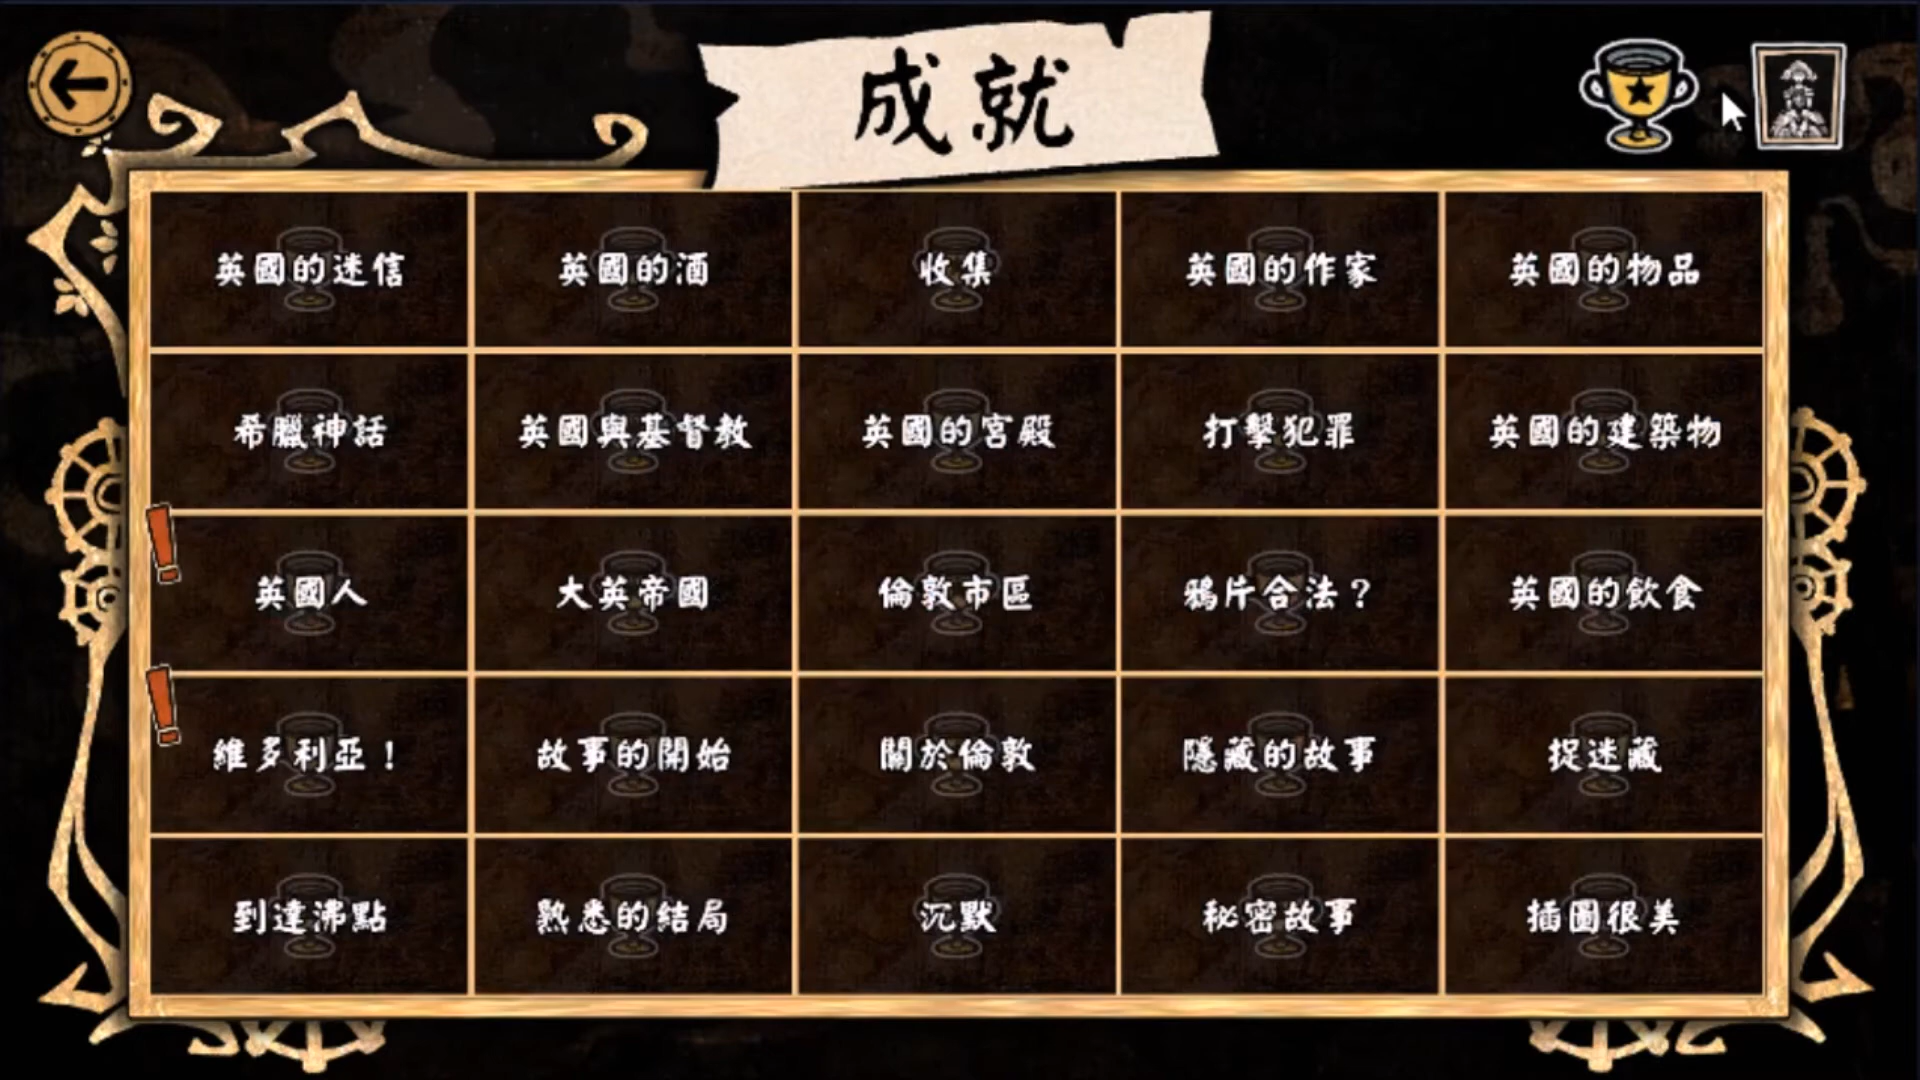 成就
英國的迷信
英國的酒
收集
英國的作家
英國的物品
希臘神話
英國與基督教
英國的宮殿
打擊犯罪
英國的建築物
英國人
大英帝國
倫敦市區
鴉片合法？
英國的飲食
維多利亞！
故事的開始
關於倫敦
隱藏的故事
捉迷藏
到達沸點
熟悉的結局
沉默
秘密故事
插圖很美